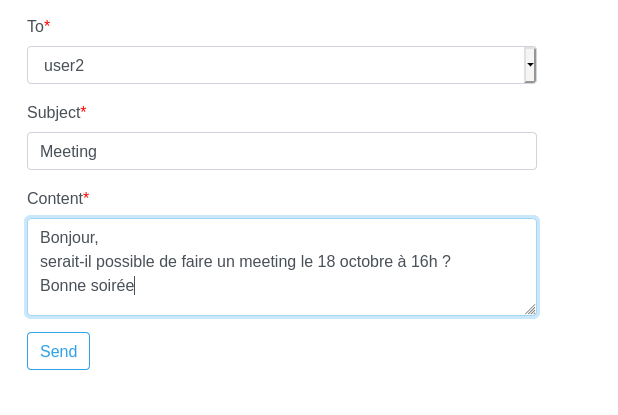 To*
user2
Subject*
Meeting
Content*
Bonjour,
serait-il possible de faire un meeting le 18 octobre à 16h ?
Bonne soirée
Send